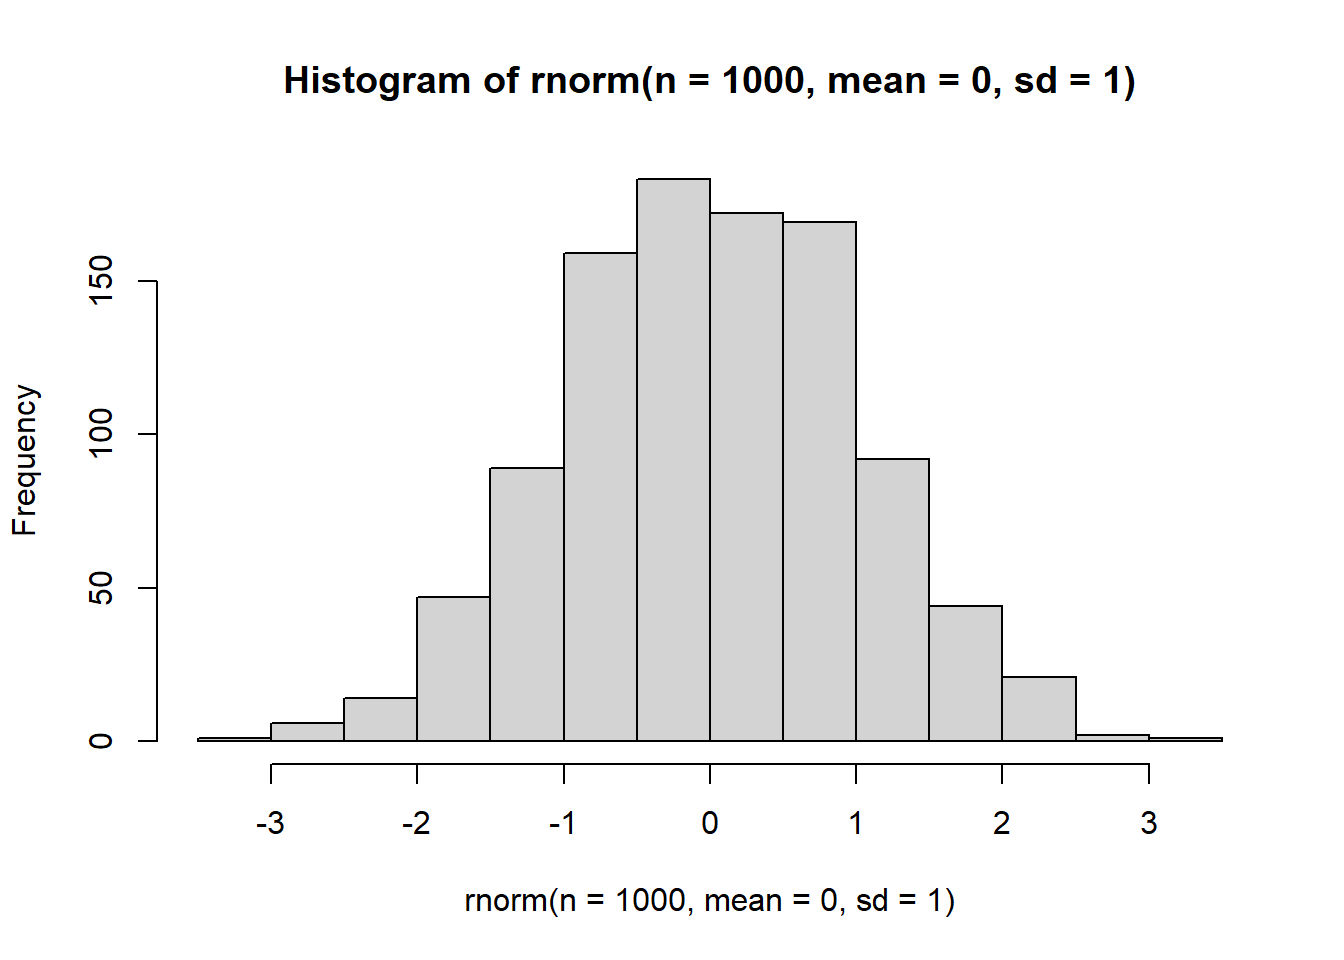 Histogram of rnorm(n = 1000, mean = 0, sd = 1)
Frequency
150
100
50
0
-3 -2 -1 0 1 2 3
rnorm(n = 1000, mean = 0, sd = 1)